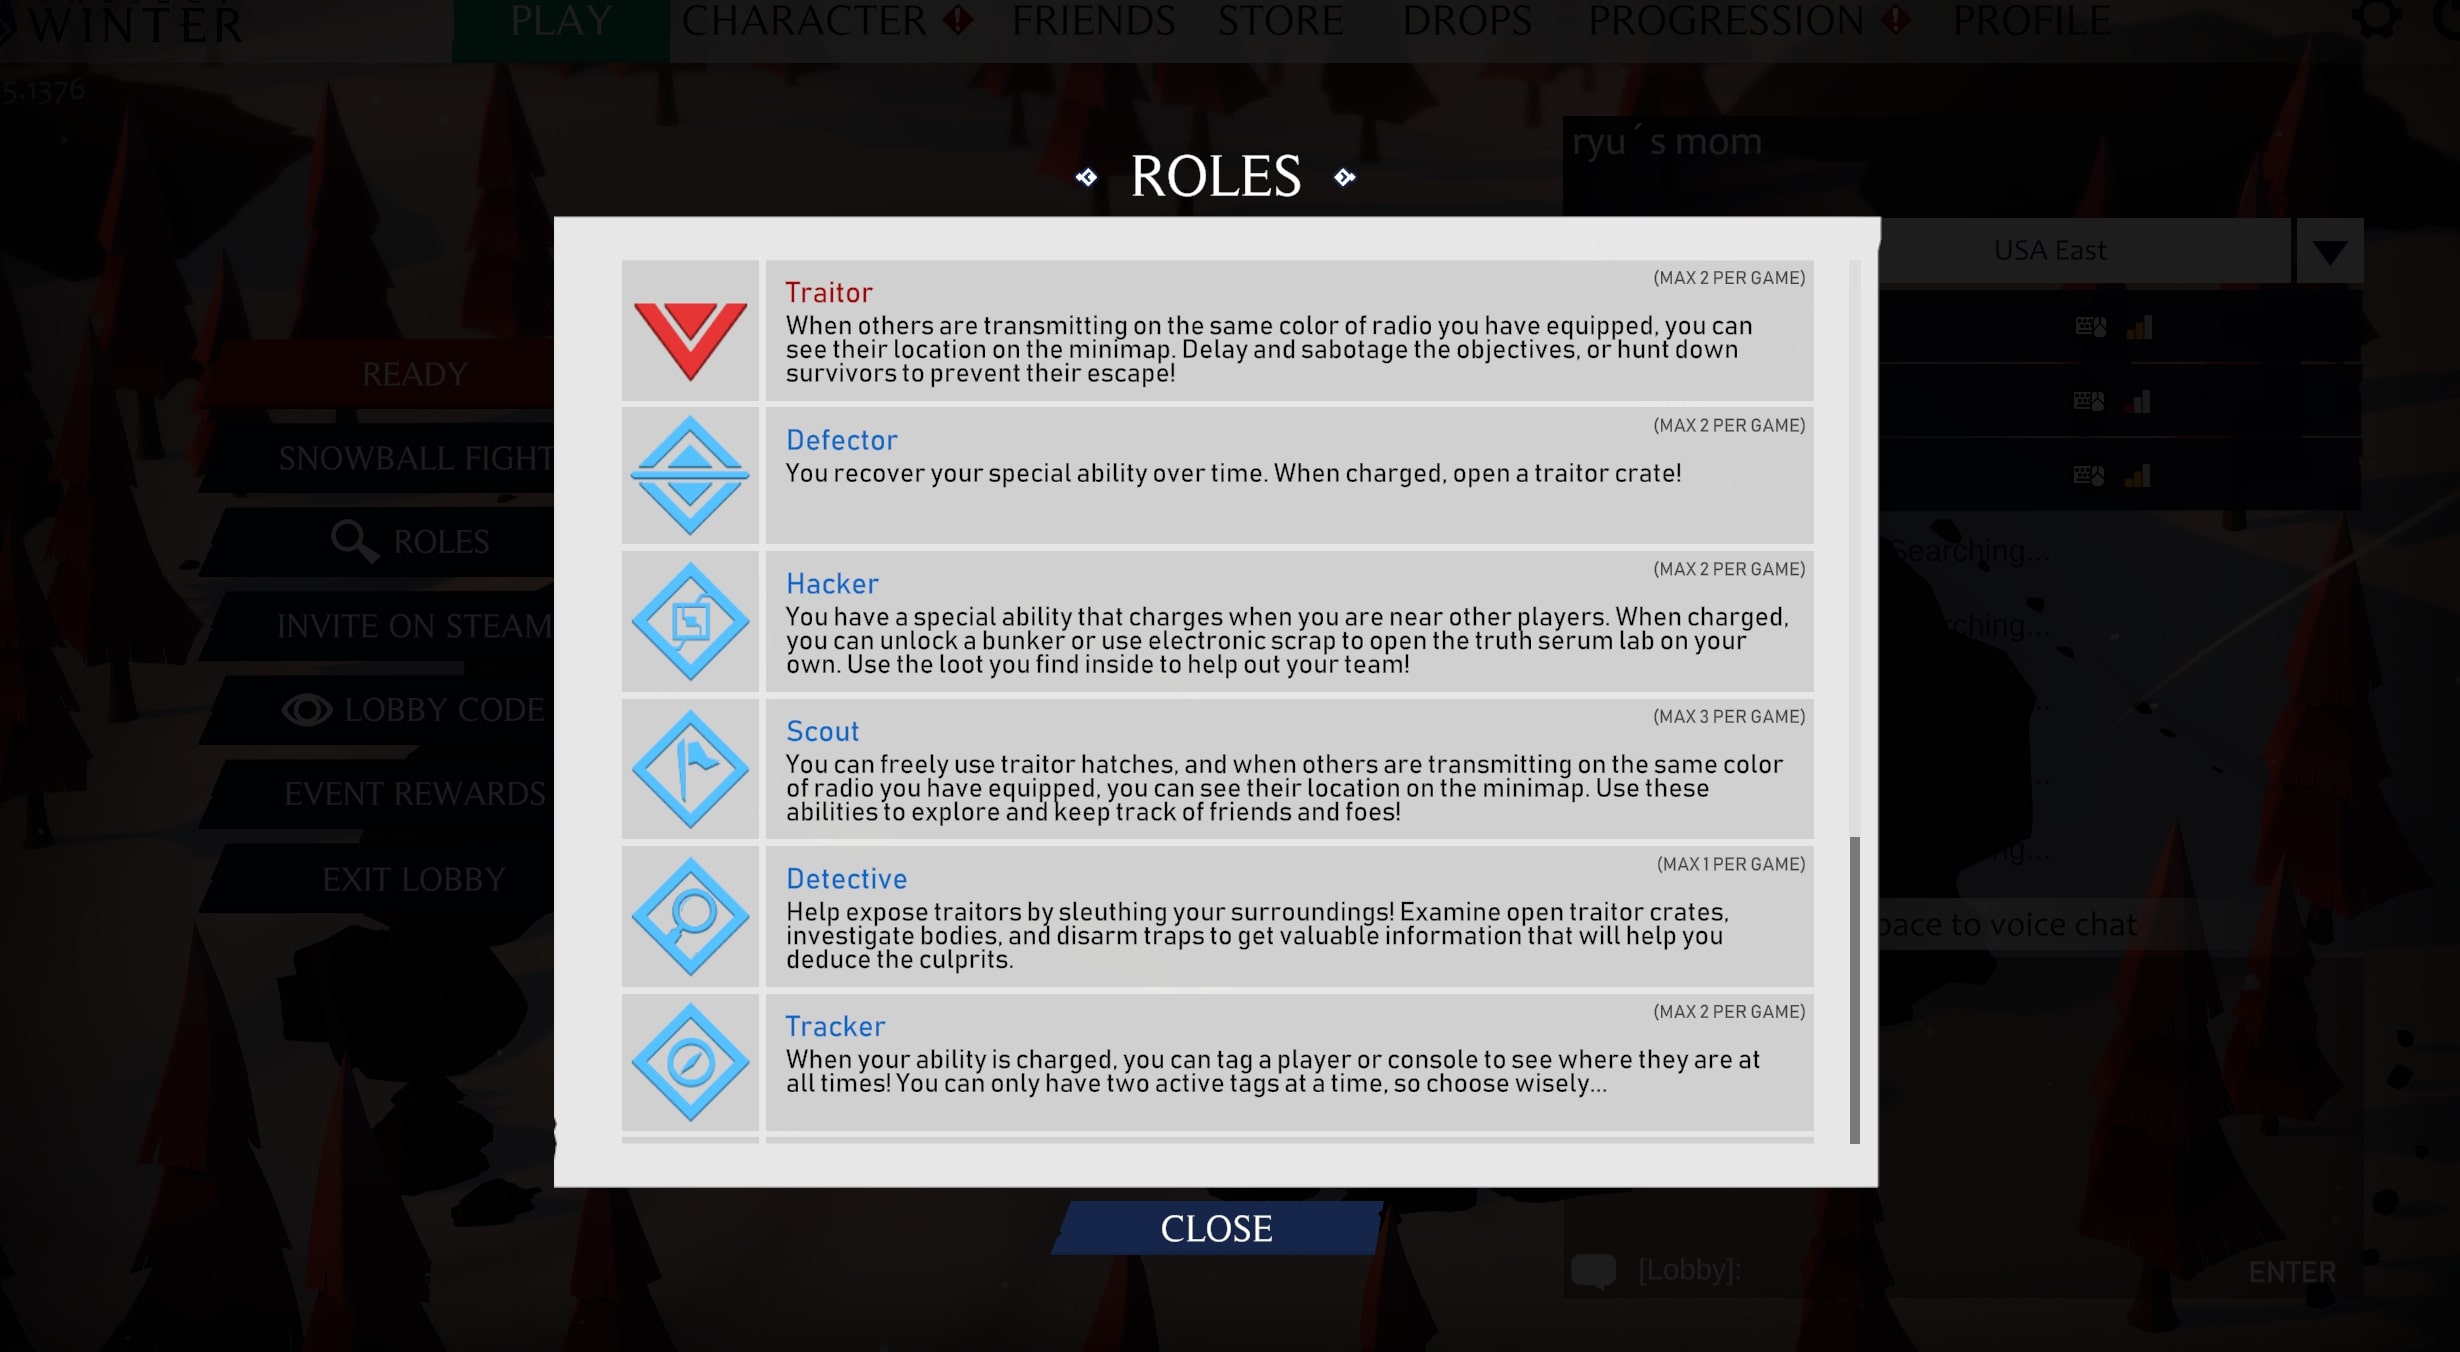 WINTER
PLAY
CHARACTER
FRIENDS
STORE
DROPS
PROGRESSION
PROFILE
5.1376
ryu´s mom
ROLES
USA East
READY
SNOWBALL FIGHT
ROLES
INVITE ON STEAM
LOBBY CODE
EVENT REWARDS
EXIT LOBBY
Traitor
(MAX 2 PER GAME)
When others are transmitting on the same color of radio you have equipped, you can
see their location on the minimap. Delay and sabotage the objectives, or hunt down
survivors to prevent their escape!
Defector
(MAX 2 PER GAME)
You recover your special ability over time. When charged, open a traitor crate!
Hacker
(MAX 2 PER GAME)
You have a special ability that charges when you are near other players. When charged,
you can unlock a bunker or use electronic scrap to open the truth serum lab on your
own. Use the loot you find inside to help out your team!
Scout
(MAX 3 PER GAME)
You can freely use traitor hatches, and when others are transmitting on the same color
of radio you have equipped, you can see their location on the minimap. Use these
abilities to explore and keep track of friends and foes!
Detective
(MAX 1 PER GAME)
Help expose traitors by sleuthing your surroundings! Examine open traitor crates,
investigate bodies, and disarm traps to get valuable information that will help you
deduce the culprits.
Tracker
(MAX 2 PER GAME)
When your ability is charged, you can tag a player or console to see where they are at
all times! You can only have two active tags at a time, so choose wisely...
Searching...
rching...
g...
pace to voice chat
CLOSE
[Lobby]:
ENTER